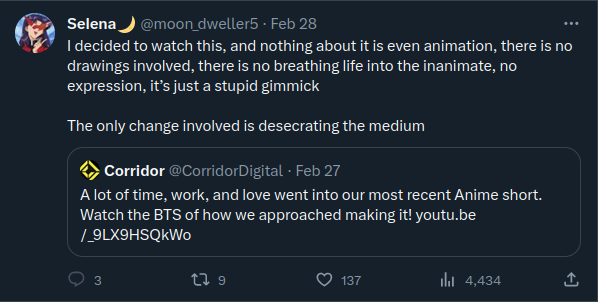 Selena🌙 @moon_dweller5 · Feb 28
I decided to watch this, and nothing about it is even animation, there is no
drawings involved, there is no breathing life into the inanimate, no
expression, it’s just a stupid gimmick
The only change involved is desecrating the medium
Corridor @CorridorDigital · Feb 27
A lot of time, work, and love went into our most recent Anime short.
Watch the BTS of how we approached making it! youtu.be
/_9LX9HSQkWo
3 9 137 4,434